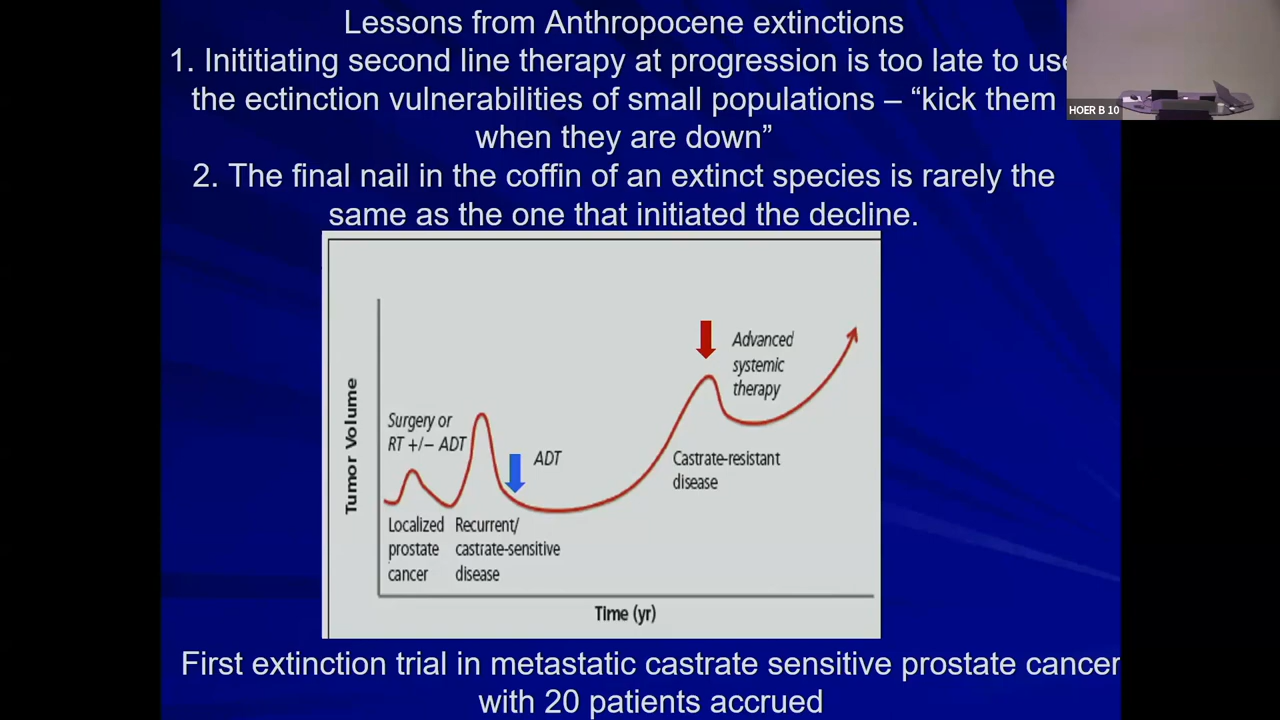 Lessons from Anthropocene extinctions
1. Inititiating second line therapy at progression is too late to use
the ectinction vulnerabilities of small populations – “kick them
when they are down”
2. The final nail in the coffin of an extinct species is rarely the
same as the one that initiated the decline.
HOER B 10
Tumor Volume
Surgery or
RT +/– ADT
ADT
Advanced
systemic
therapy
Castrate-resistant
disease
Localized
prostate
cancer
Recurrent/
castrate-sensitive
disease
Time (yr)
First extinction trial in metastatic castrate sensitive prostate cancer
with 20 patients accrued